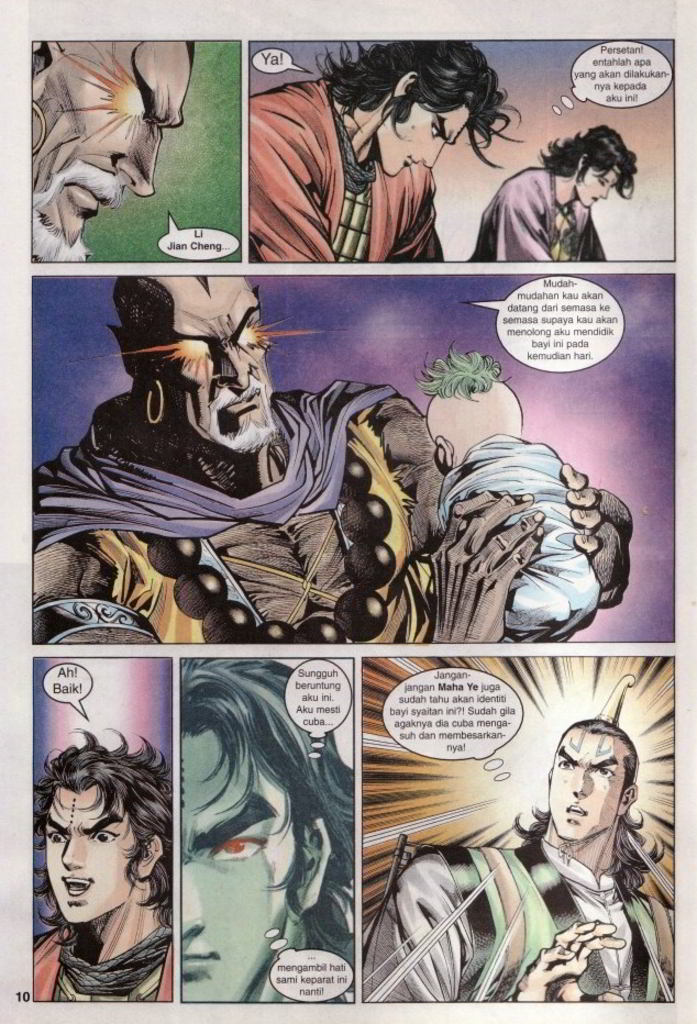 Li
Jian Cheng...
Ya!
Persetan!
entahlah apa
yang akan dilakukan-
nya kepada
aku ini!
Mudah-
mudahan kau akan
datang dari semasa ke
semasa supaya kau akan
menolong aku mendidik
bayi ini pada
kemudian hari.
Ah!
Baik!
Sungguh
beruntung
aku ini.
Aku mesti
cuba...
...
mengambil hati
sami keparat ini
nanti!
Jangan-
jangan Maha Ye juga
sudah tahu akan identiti
bayi syaitan ini?! Sudah gila
agaknya dia cuba menga-
suh dan membesarkan-
nya!
10